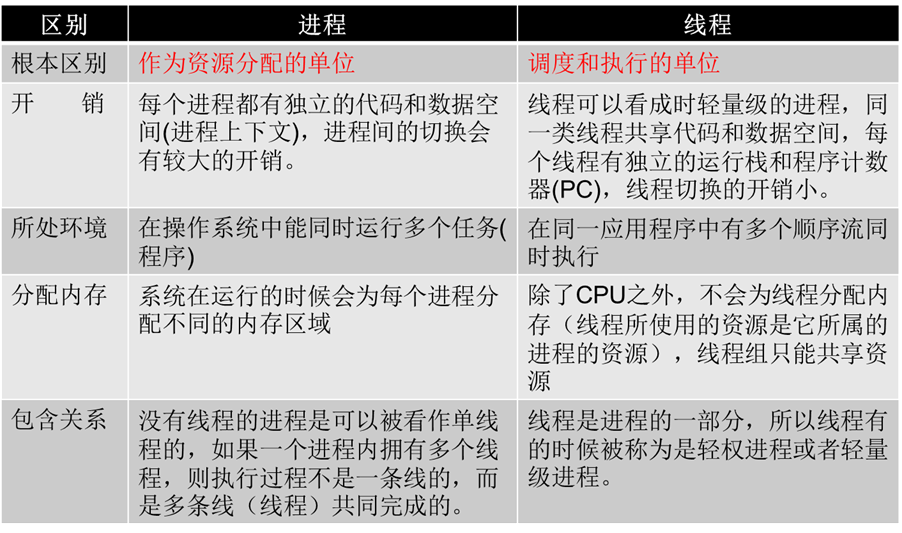 区别
进程
线程
根本区别
作为资源分配的单位
调度和执行的单位
开 销
每个进程都有独立的代码和数据空
间(进程上下文)，进程间的切换会
有较大的开销。
线程可以看成时轻量级的进程，同
一类线程共享代码和数据空间，每
个线程有独立的运行栈和程序计数
器(PC)，线程切换的开销小。
所处环境
在操作系统中能同时运行多个任务(
程序)
在同一应用程序中有多个顺序流同
时执行
分配内存
系统在运行的时候会为每个进程分
配不同的内存区域
除了CPU之外，不会为线程分配内
存（线程所使用的资源是它所属的
进程的资源），线程组只能共享资
源
包含关系
没有线程的进程是可以被看作单线
程的，如果一个进程内拥有多个线
程，则执行过程不是一条线的，而
是多条线（线程）共同完成的。
线程是进程的一部分，所以线程有
的时候被称为是轻权进程或者轻量
级进程。